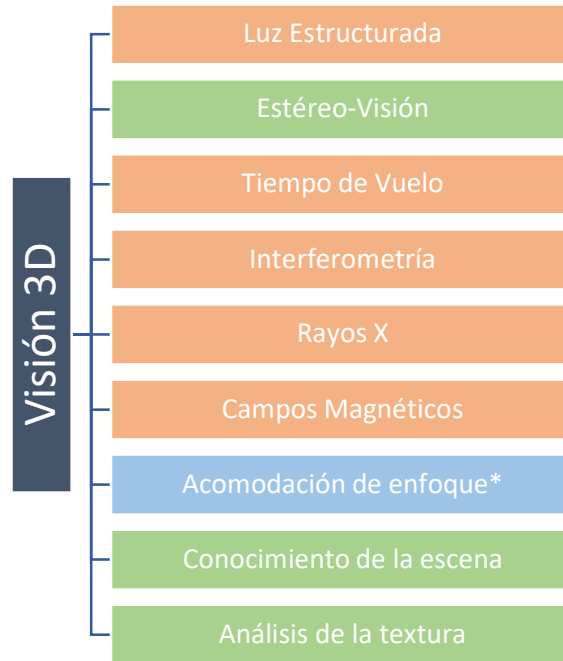 Visión 3D
Luz Estructurada
Estéreo-Visión
Tiempo de Vuelo
Interferometría
Rayos X
Campos Magnéticos
Acomodación de enfoque*
Conocimiento de la escena
Análisis de la textura